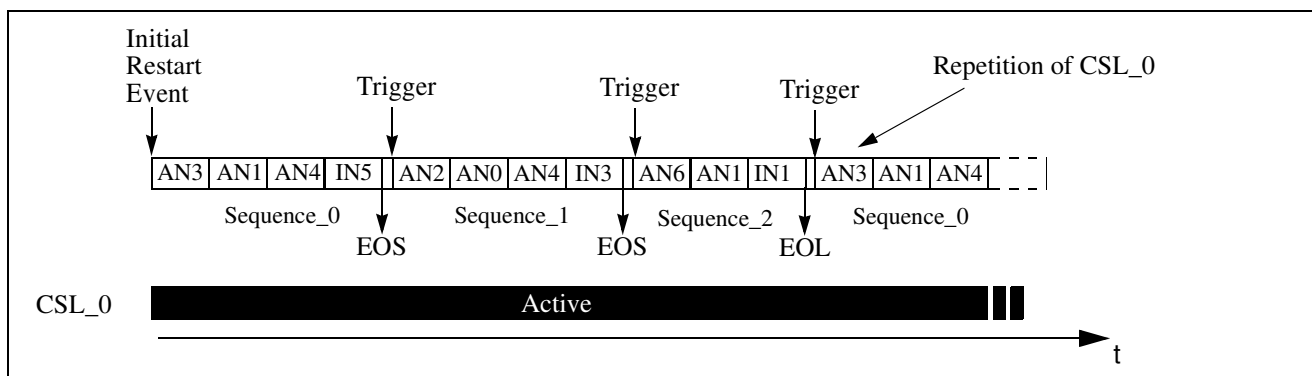 Initial
Restart
Event
Trigger
Trigger
Trigger
Repetition of CSL_0
AN3 AN1 AN4 IN5 AN2 AN0 AN4 IN3 AN6 AN1 IN1 AN3 AN1 AN4
Sequence_0 Sequence_1 Sequence_2 Sequence_0
EOS EOS EOL
CSL_0 Active
t